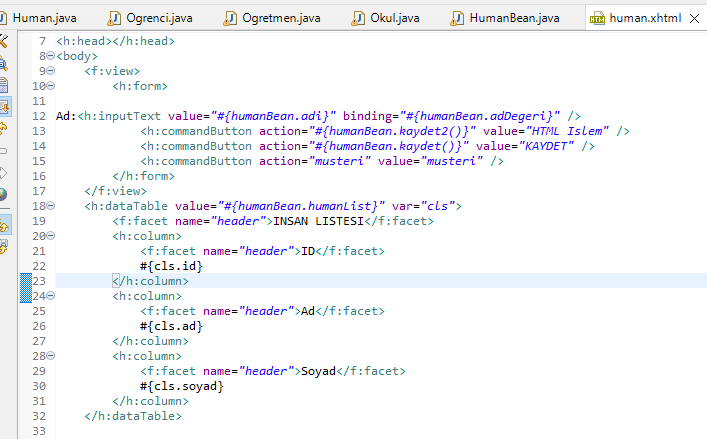 Human.java Ogrenci.java Ogretmen.java Okul.java HumanBean.java human.xhtml
7 <h:head></h:head>
8 <body>
9 <f:view>
10 <h:form>
11
12 Ad:<h:inputText value="#{humanBean.adi}" binding="#{humanBean.adDegeri}" />
13 <h:commandButton action="#{humanBean.kaydet2()}" value="HTML Islem" />
14 <h:commandButton action="#{humanBean.kaydet()}" value="KAYDET" />
15 <h:commandButton action="musteri" value="musteri" />
16 </h:form>
17 </f:view>
18 <h:dataTable value="#{humanBean.humanList}" var="cls">
19 <f:facet name="header">INSAN LISTESI</f:facet>
20 <h:column>
21 <f:facet name="header">ID</f:facet>
22 #{cls.id}
23 </h:column>
24 <h:column>
25 <f:facet name="header">Ad</f:facet>
26 #{cls.ad}
27 </h:column>
28 <h:column>
29 <f:facet name="header">Soyad</f:facet>
30 #{cls.soyad}
31 </h:column>
32 </h:dataTable>
33